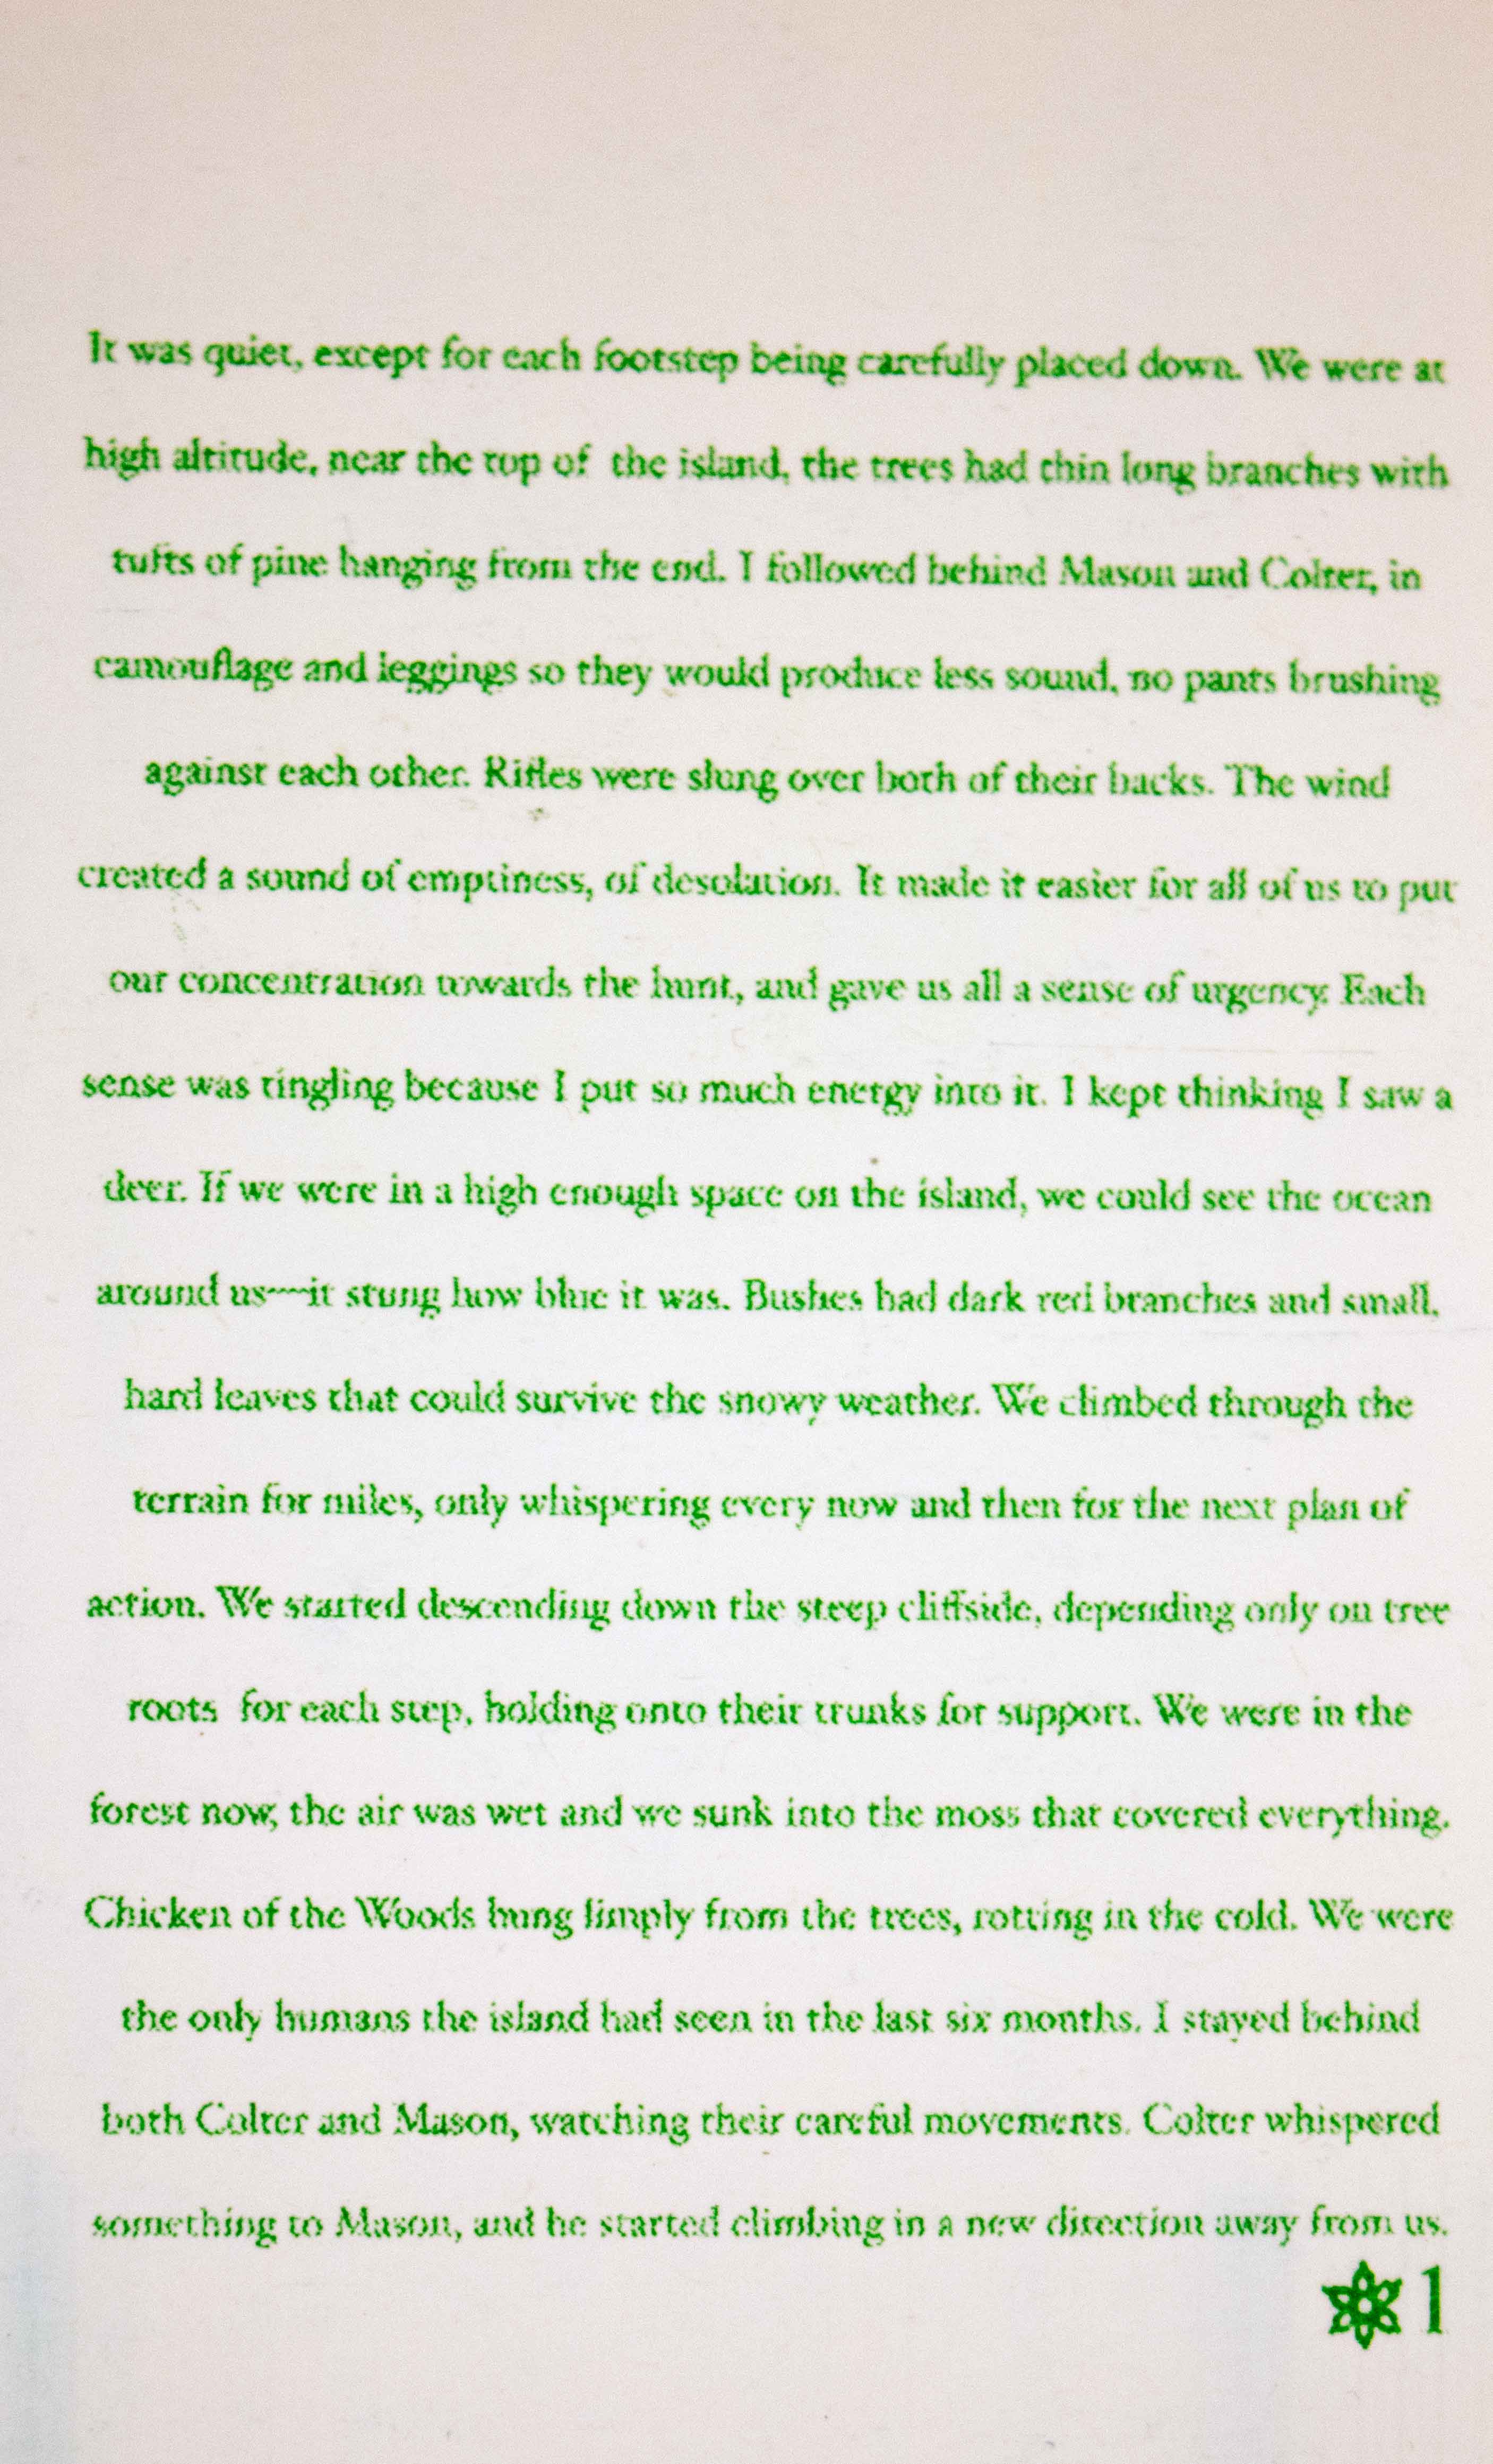 It was quiet, except for each footstep being carefully placed down. We were at
high altitude, near the top of the island, the trees had thin long branches with
tufts of pine hanging from the end. I followed behind Mason and Colter, in
camouflage and leggings so they would produce less sound, no pants brushing
against each other. Rifles were slung over both of their backs. The wind
created a sound of emptiness, of desolation. It made it easier for all of us to put
our concentration towards the hunt, and gave us all a sense of urgency. Each
sense was tingling because I put so much energy into it. I kept thinking I saw a
deer. If we were in a high enough space on the island, we could see the ocean
around us—it stung how blue it was. Bushes had dark red branches and small,
hard leaves that could survive the snowy weather. We climbed through the
terrain for miles, only whispering every now and then for the next plan of
action. We started descending down the steep cliffside, depending only on tree
roots for each step, holding onto their trunks for support. We were in the
forest now, the air was wet and we sunk into the moss that covered everything.
Chicken of the Woods hung limply from the trees, rotting in the cold. We were
the only humans the island had seen in the last six months. I stayed behind
both Colter and Mason, watching their careful movements. Colter whispered
something to Mason, and he started climbing in a new direction away from us.
1